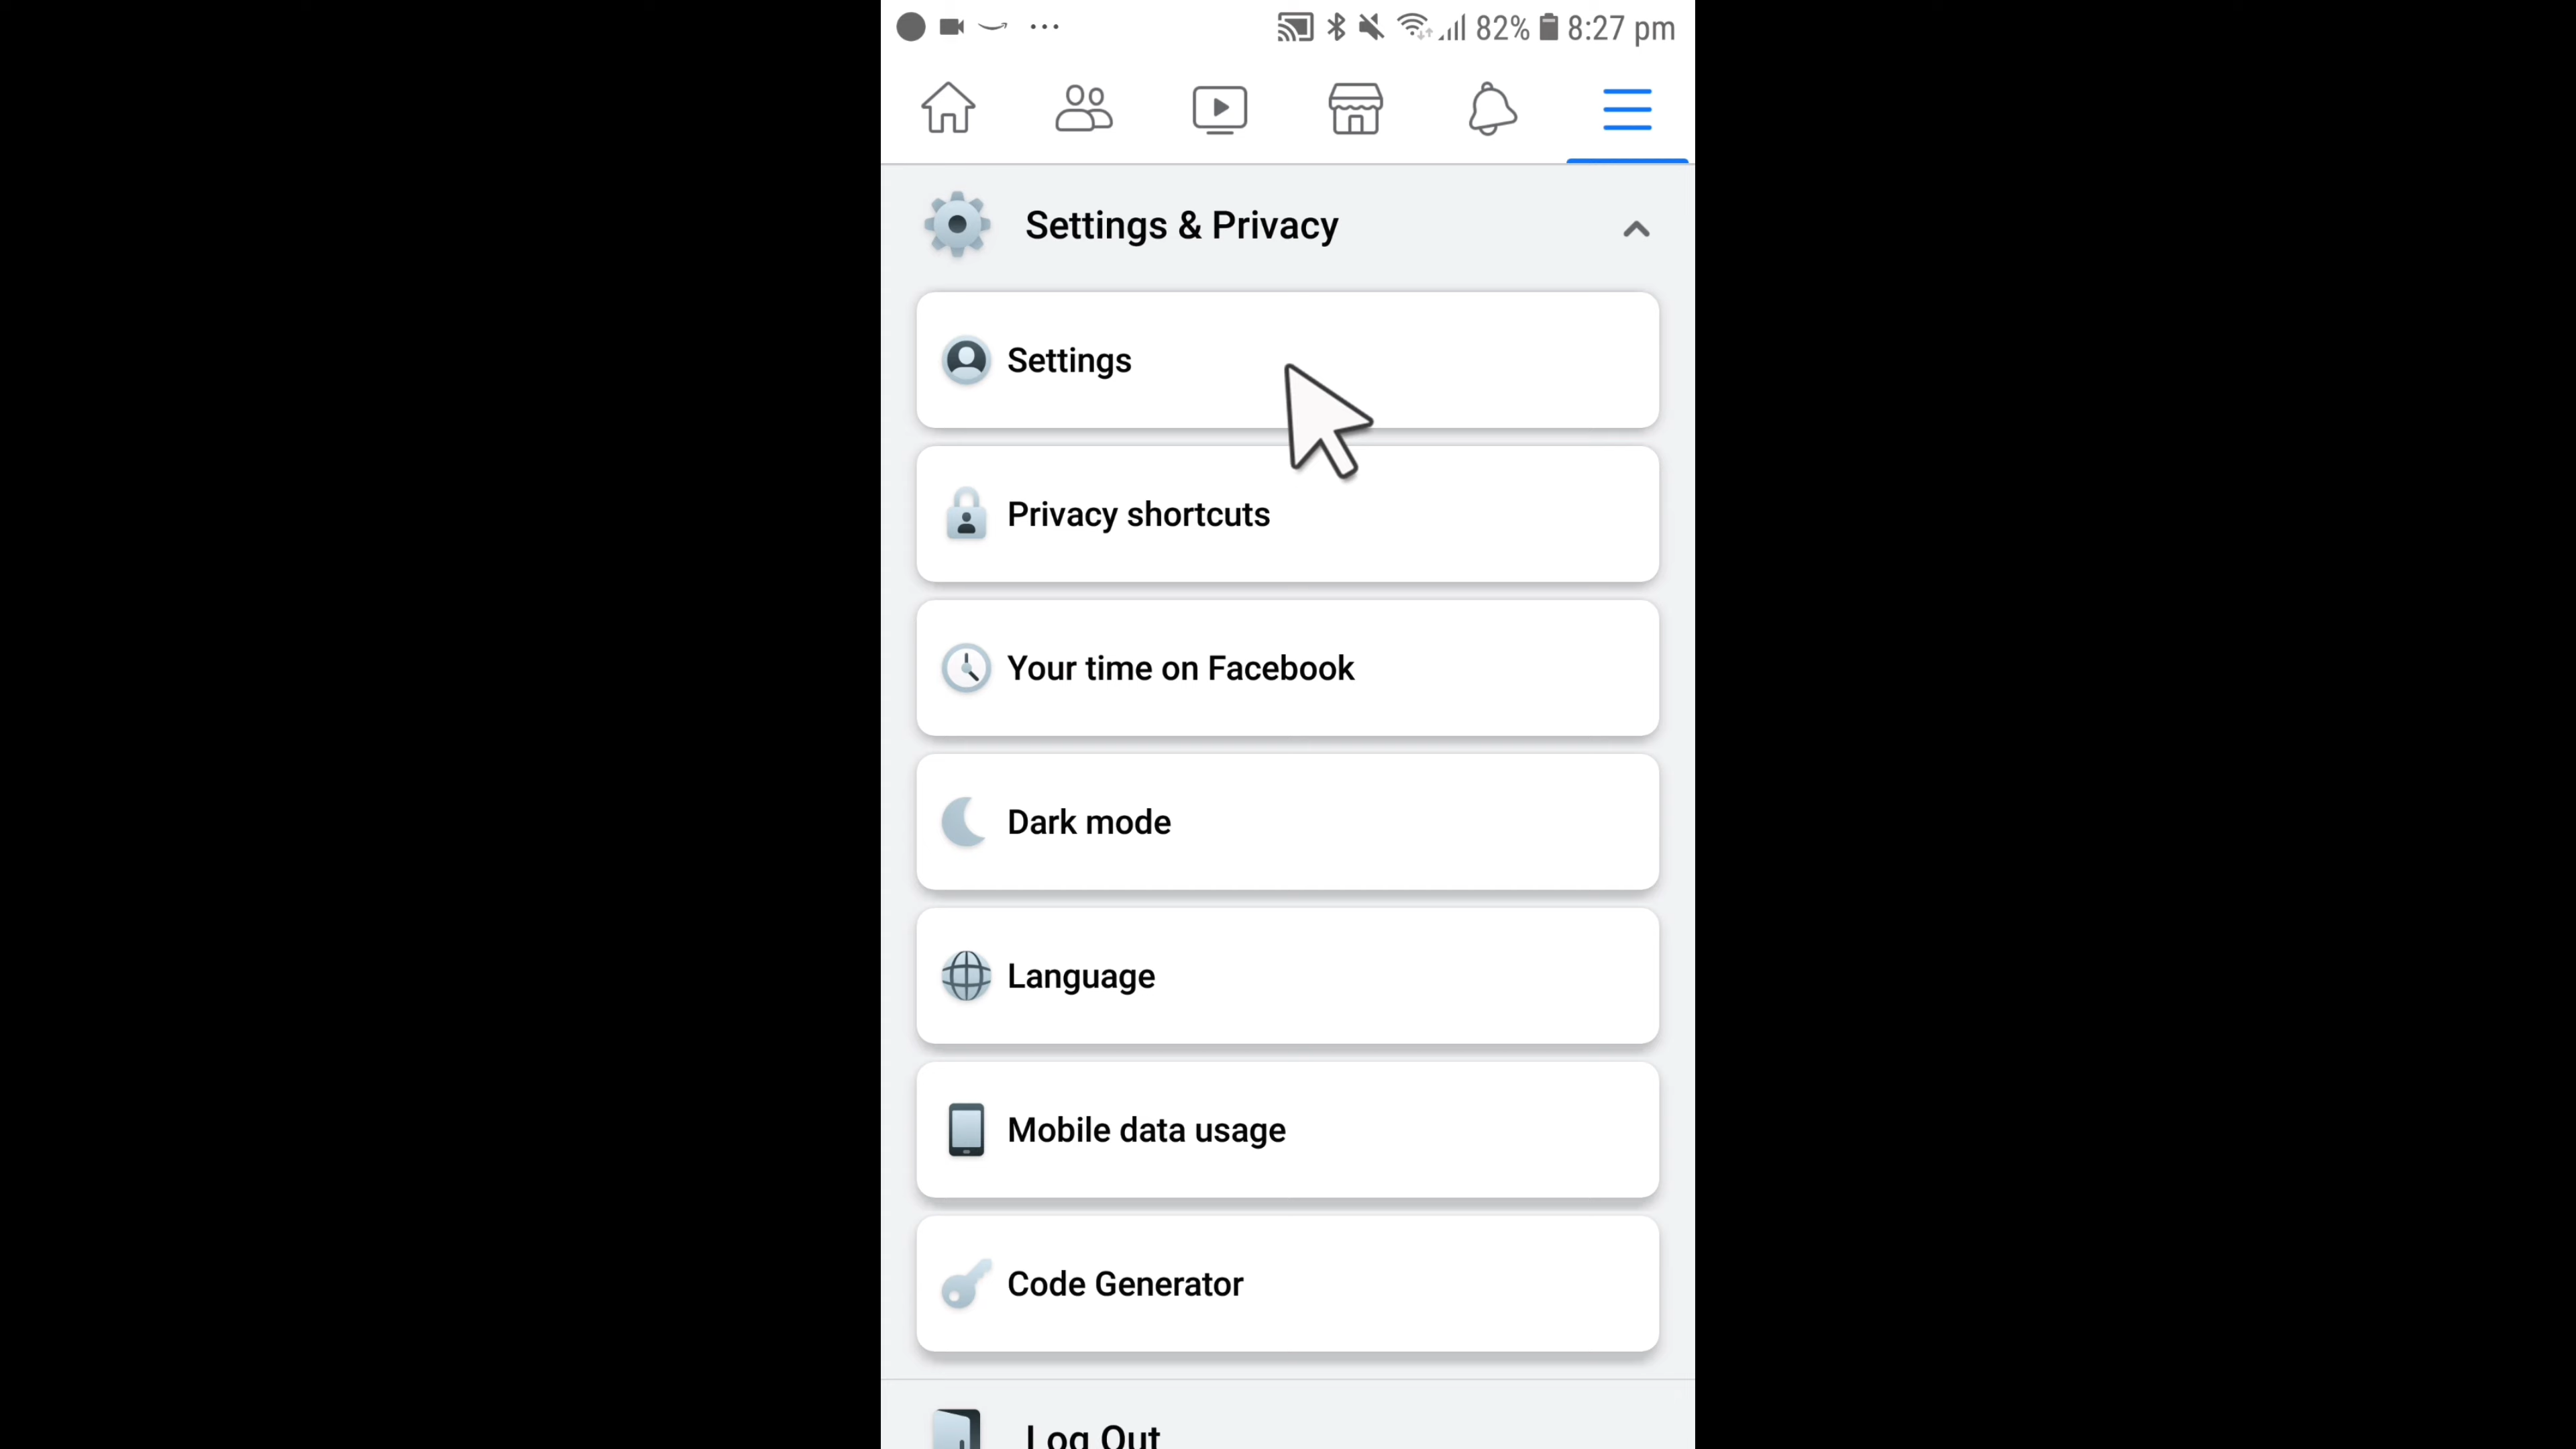 82% 8:27 pm
Settings & Privacy
Settings
Privacy shortcuts
Your time on Facebook
Dark mode
Language
Mobile data usage
Code Generator
Log Out